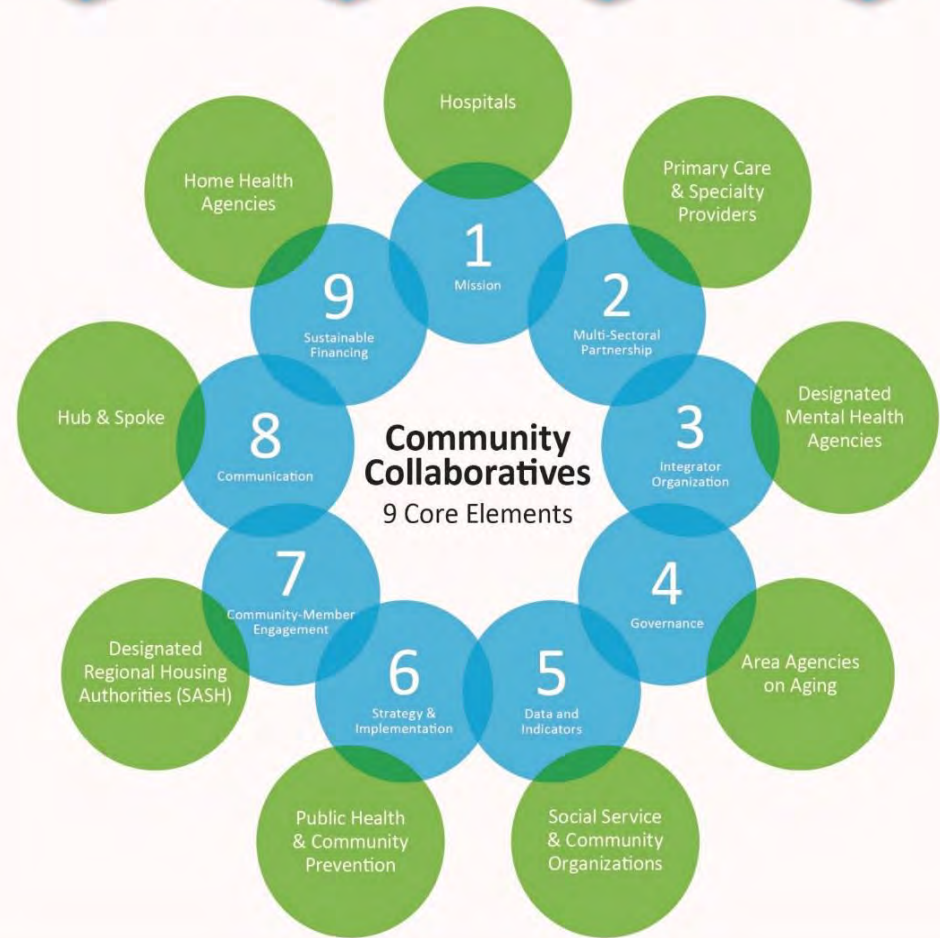 Hospitals
Primary Care
& Specialty
Providers
Designated
Mental Health
Agencies
Area Agencies
on Aging
Social Service
& Community
Organizations
Public Health
& Community
Prevention
Designated
Regional Housing
Authorities (SASH)
Hub & Spoke
Home Health
Agencies
1
Mission
2
Multi-Sectoral
Partnership
3
Integrator
Organization
4
Governance
5
Data and
Indicators
6
Strategy &
Implementation
7
Community-Member
Engagement
8
Communication
9
Sustainable
Financing
Community
Collaboratives
9 Core Elements